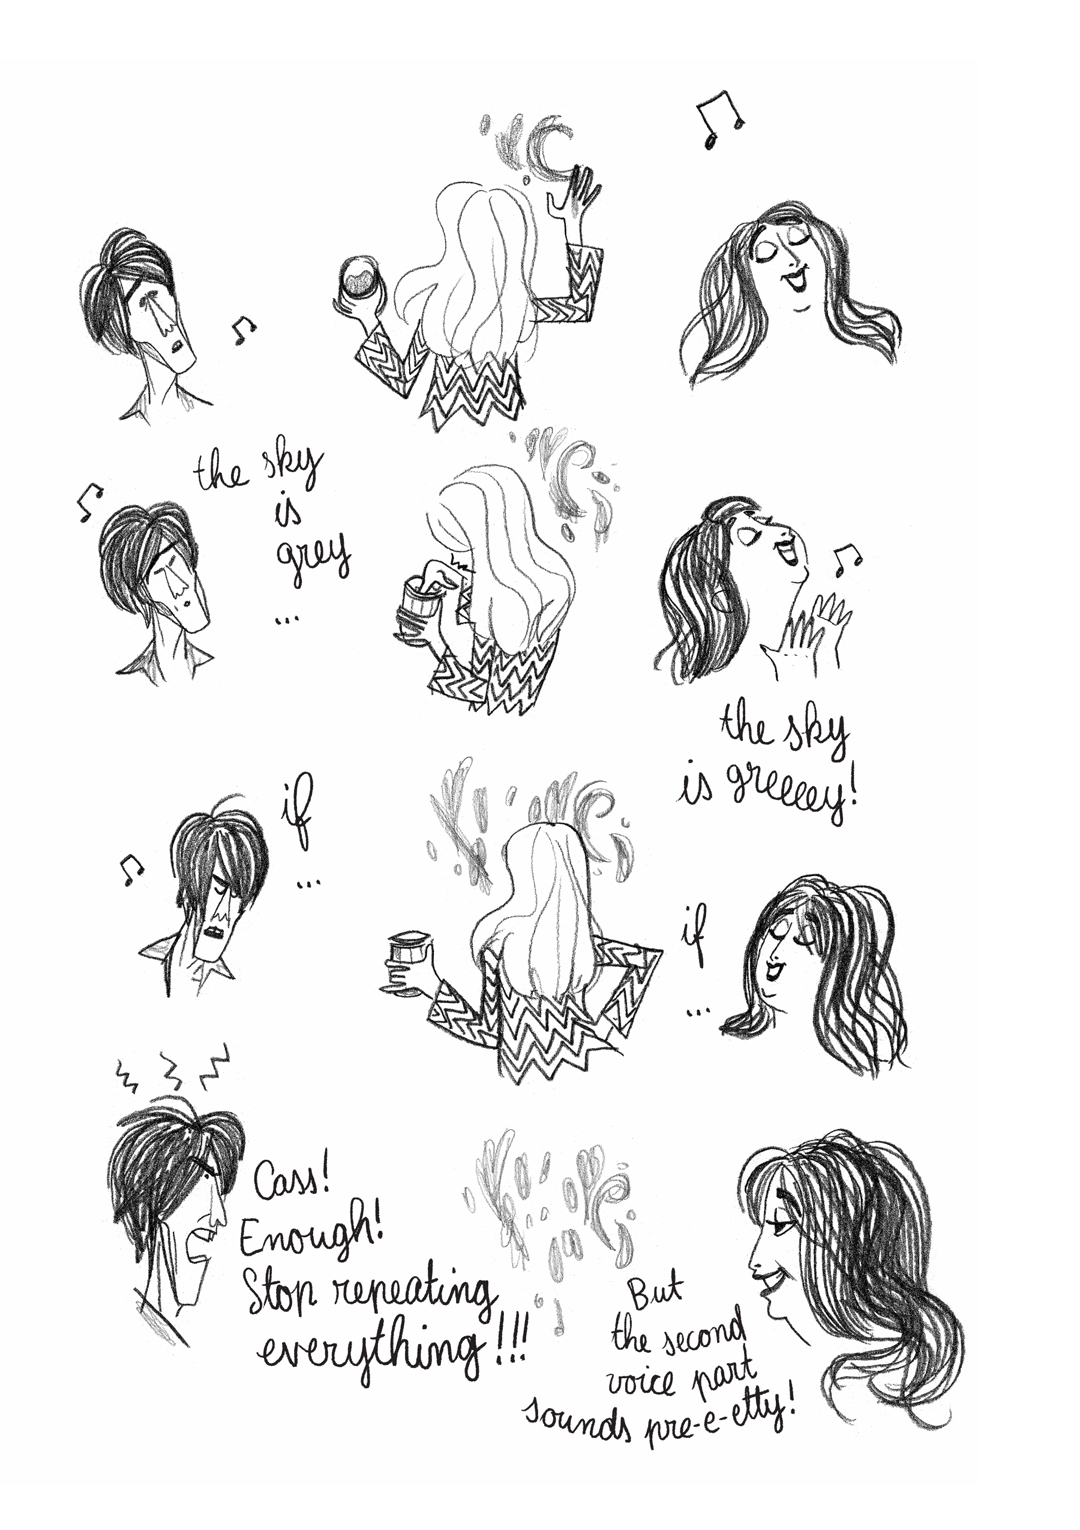 the sky
is
grey
...
the sky
is greeeey!
if
...
if
...
Cass!
Enough!
Stop repeating
everything!!!
But
the second
voice part
sounds pre-e-etty!